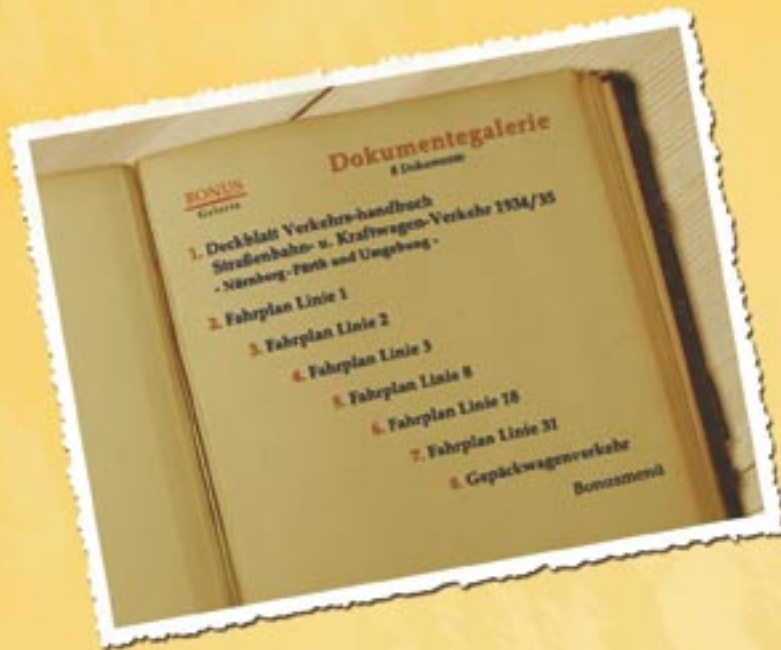 Dokumentegalerie
8 Dokumente
BONUS
Galerie
1. Deckblatt Verkehrs-handbuch
Straßenbahn- u. Kraftwagen-Verkehr 1934/35
- Nürnberg-Fürth und Umgebung -
2. Fahrplan Linie 1
3. Fahrplan Linie 2
4. Fahrplan Linie 3
5. Fahrplan Linie 8
6. Fahrplan Linie 18
7. Fahrplan Linie 31
8. Gepäckwagenverkehr
Bonusmenü